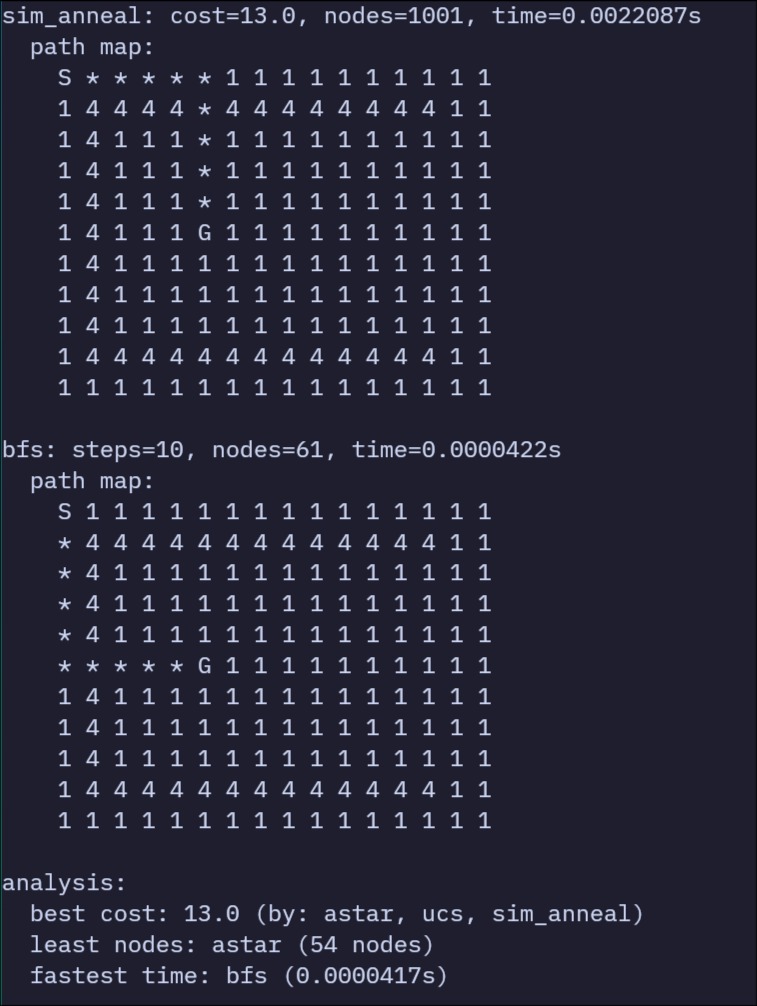 sim_anneal: cost=13.0, nodes=1001, time=0.0022087s
path map:
S * * * * * 1 1 1 1 1 1 1 1 1 1
1 4 4 4 4 * 4 4 4 4 4 4 4 4 1 1
1 4 1 1 1 * 1 1 1 1 1 1 1 1 1 1
1 4 1 1 1 * 1 1 1 1 1 1 1 1 1 1
1 4 1 1 1 * 1 1 1 1 1 1 1 1 1 1
1 4 1 1 1 G 1 1 1 1 1 1 1 1 1 1
1 4 1 1 1 1 1 1 1 1 1 1 1 1 1 1
1 4 1 1 1 1 1 1 1 1 1 1 1 1 1 1
1 4 1 1 1 1 1 1 1 1 1 1 1 1 1 1
1 4 4 4 4 4 4 4 4 4 4 4 4 4 1 1
1 1 1 1 1 1 1 1 1 1 1 1 1 1 1 1
bfs: steps=10, nodes=61, time=0.0000422s
path map:
S 1 1 1 1 1 1 1 1 1 1 1 1 1 1 1
* 4 4 4 4 4 4 4 4 4 4 4 4 4 1 1
* 4 1 1 1 1 1 1 1 1 1 1 1 1 1 1
* 4 1 1 1 1 1 1 1 1 1 1 1 1 1 1
* 4 1 1 1 1 1 1 1 1 1 1 1 1 1 1
* * * * * G 1 1 1 1 1 1 1 1 1 1
1 4 1 1 1 1 1 1 1 1 1 1 1 1 1 1
1 4 1 1 1 1 1 1 1 1 1 1 1 1 1 1
1 4 1 1 1 1 1 1 1 1 1 1 1 1 1 1
1 4 4 4 4 4 4 4 4 4 4 4 4 4 1 1
1 1 1 1 1 1 1 1 1 1 1 1 1 1 1 1
analysis:
best cost: 13.0 (by: astar, ucs, sim_anneal)
least nodes: astar (54 nodes)
fastest time: bfs (0.0000417s)